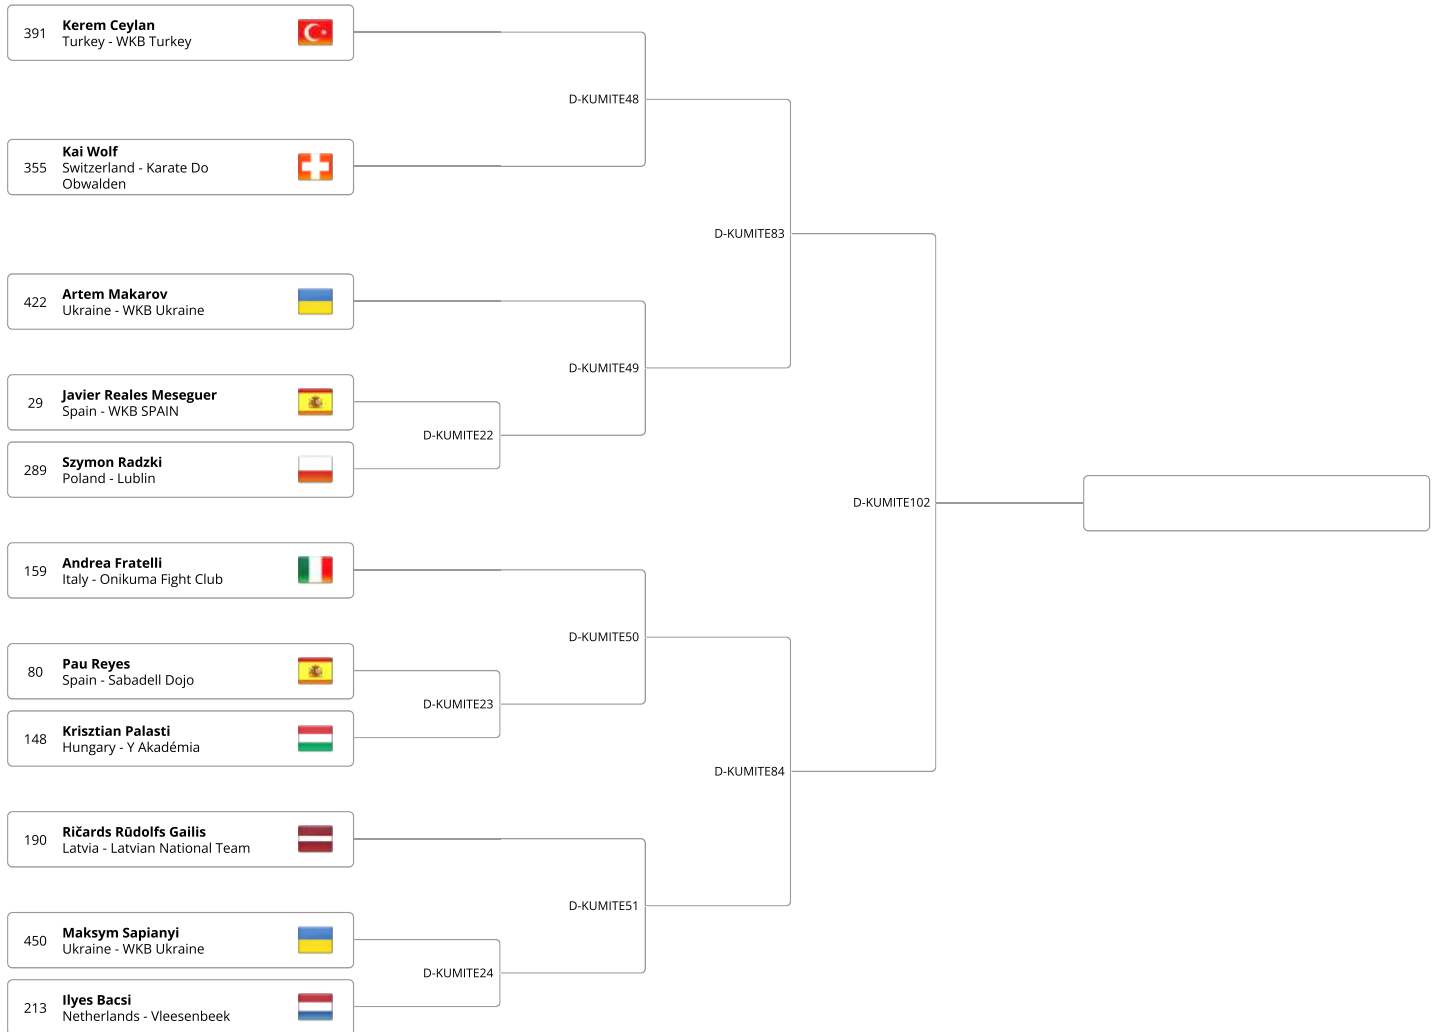 391
Kerem Ceylan
Turkey - WKB Turkey
D-KUMITE48
355
Kai Wolf
Switzerland - Karate Do
Obwalden
D-KUMITE83
422
Artem Makarov
Ukraine - WKB Ukraine
D-KUMITE49
29
Javier Reales Meseguer
Spain - WKB SPAIN
D-KUMITE22
289
Szymon Radzki
Poland - Lublin
D-KUMITE102
159
Andrea Fratelli
Italy - Onikuma Fight Club
D-KUMITE50
80
Pau Reyes
Spain - Sabadell Dojo
D-KUMITE23
148
Krisztian Palasti
Hungary - Y Akadémia
D-KUMITE84
190
Ričards Rūdolfs Gailis
Latvia - Latvian National Team
D-KUMITE51
450
Maksym Sapianyi
Ukraine - WKB Ukraine
D-KUMITE24
213
Ilyes Bacsi
Netherlands - Vleesenbeek